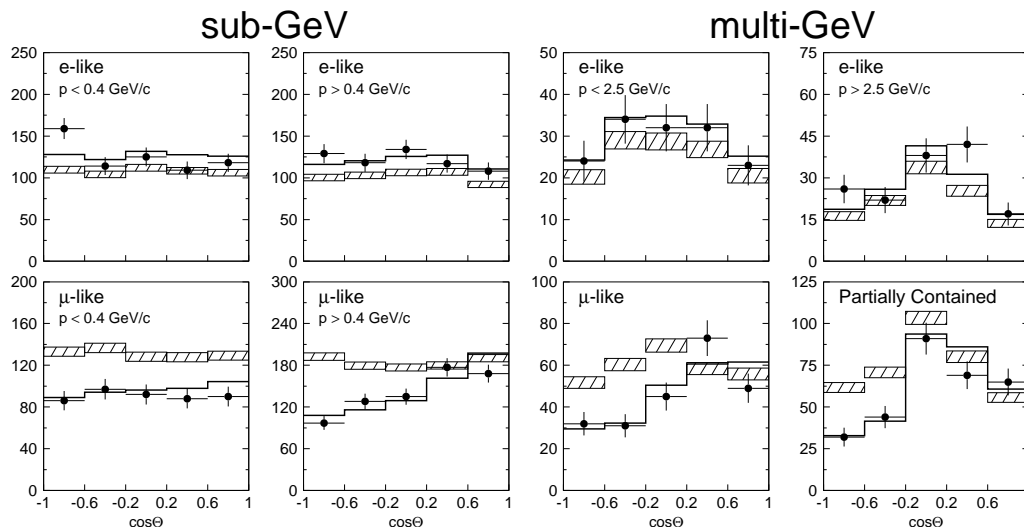 sub-GeV
multi-GeV
250
200
150
100
50
0
e-like
p < 0.4 GeV/c
250
200
150
100
50
0
e-like
p > 0.4 GeV/c
50
40
30
20
10
0
e-like
p < 2.5 GeV/c
75
60
45
30
15
0
e-like
p > 2.5 GeV/c
200
160
120
80
40
0
μ-like
p < 0.4 GeV/c
-1 -0.6 -0.2 0.2 0.6 1
cosΘ
300
240
180
120
60
0
μ-like
p > 0.4 GeV/c
-1 -0.6 -0.2 0.2 0.6 1
cosΘ
100
80
60
40
20
0
μ-like
-1 -0.6 -0.2 0.2 0.6 1
cosΘ
125
100
75
50
25
0
Partially Contained
-1 -0.6 -0.2 0.2 0.6 1
cosΘ